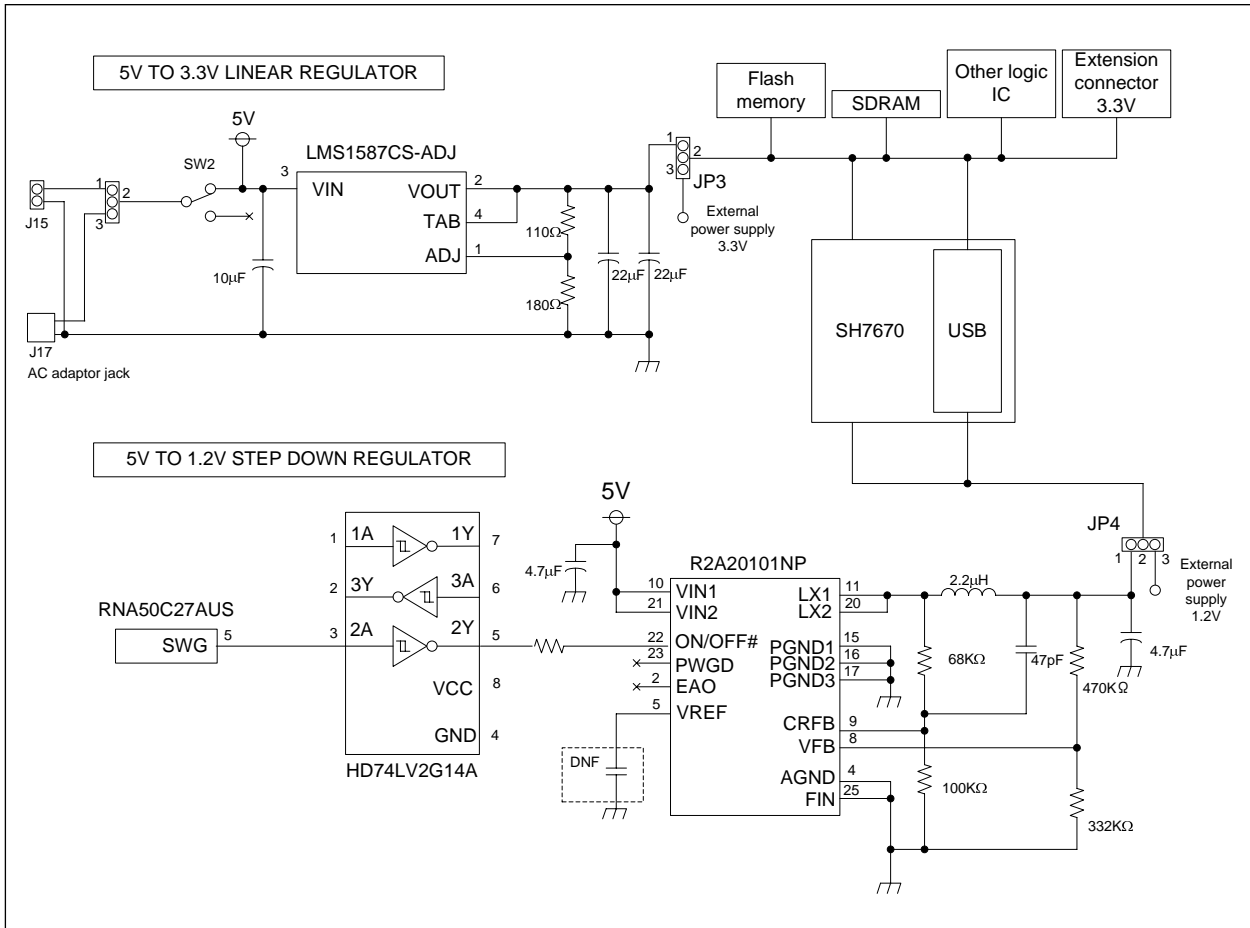 5V TO 3.3V LINEAR REGULATOR
5V
SW2
LMS1587CS-ADJ
3
VIN
VOUT
2
TAB
4
ADJ
1
1
2
3
J15
10µF
110Ω
180Ω
22µF
22µF
J17
AC adaptor jack
1
2
3
JP3
External
power supply
3.3V
Flash
memory
SDRAM
Other logic
IC
Extension
connector
3.3V
SH7670
USB
5V TO 1.2V STEP DOWN REGULATOR
RNA50C27AUS
SWG
5
1
1A
1Y
7
2
3Y
3A
6
3
2A
2Y
5
VCC
8
GND
4
HD74LV2G14A
5V
4.7µF
R2A20101NP
10
VIN1
21
VIN2
22
ON/OFF#
23
PWGD
2
EAO
5
VREF
DNF
LX1
11
LX2
20
PGND1
15
PGND2
16
PGND3
17
CRFB
9
VFB
8
AGND
4
FIN
25
2.2µH
68KΩ
47pF
470KΩ
100KΩ
332KΩ
4.7µF
JP4
1
2
3
External
power
supply
1.2V